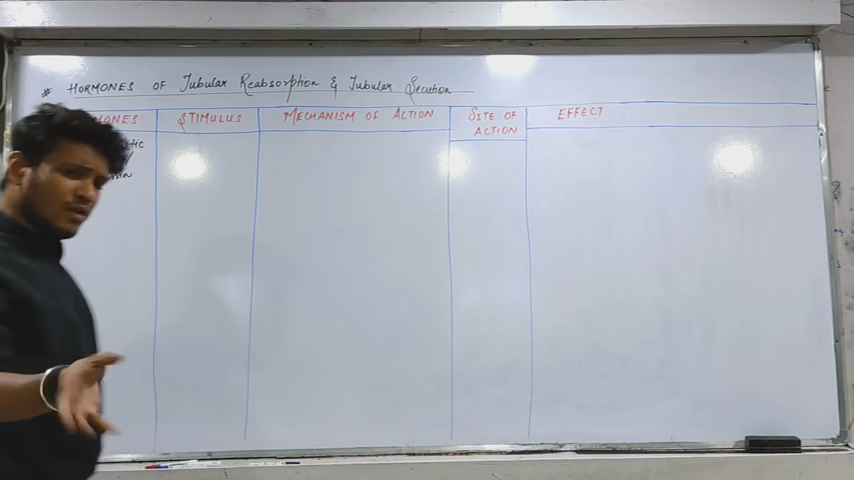 * HORMONES OF Tubular Reabsorption & Tubular Secretion
STIMULUS
MECHANISM OF ACTION
SITE OF
ACTION
EFFECT